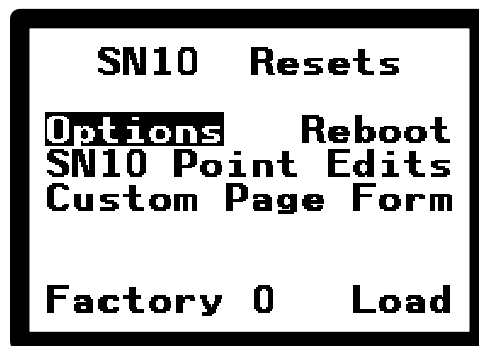 SN10 Resets
Options Reboot
SN10 Point Edits
Custom Page Form
Factory 0 Load